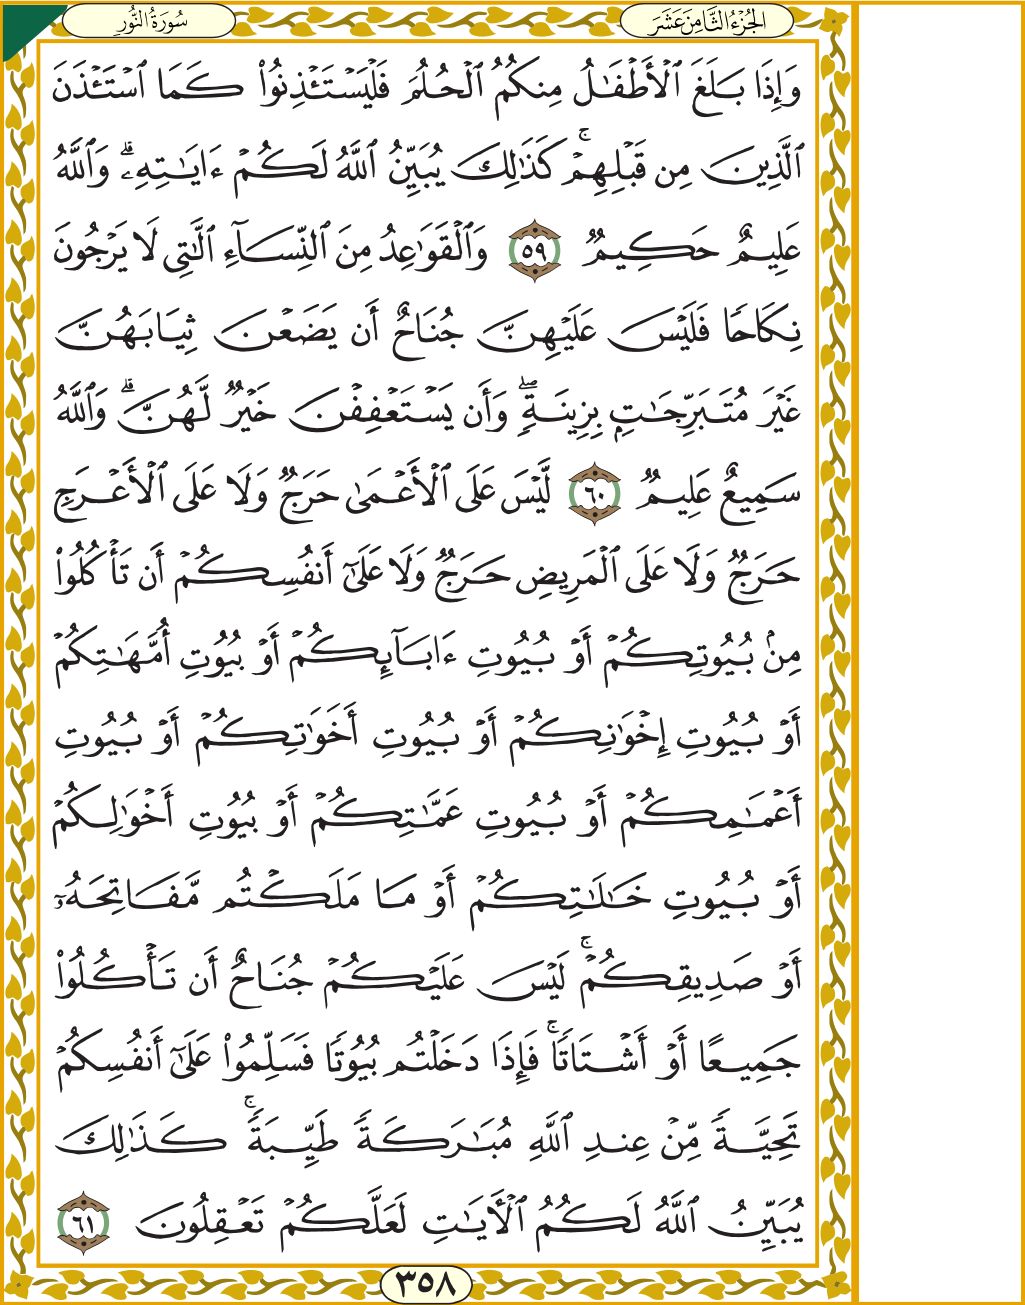 الجُزْءُ الثَّامِنَ عَشَرَ
سُورَةُ النُّورِ
وَإِذَا بَلَغَ ٱلۡأَطۡفَٰلُ مِنكُمُ ٱلۡحُلُمَ فَلۡيَسۡتَـٔۡذِنُواْ كَمَا ٱسۡتَـٔۡذَنَ
ٱلَّذِينَ مِن قَبۡلِهِمۡۚ كَذَٰلِكَ يُبَيِّنُ ٱللَّهُ لَكُمۡ ءَايَٰتِهِۦۗ وَٱللَّهُ
عَلِيمٌ حَكِيمٞ ٥٩ وَٱلۡقَوَٰعِدُ مِنَ ٱلنِّسَآءِ ٱلَّٰتِي لَا يَرۡجُونَ
نِكَاحٗا فَلَيۡسَ عَلَيۡهِنَّ جُنَاحٌ أَن يَضَعۡنَ ثِيَابَهُنَّ
غَيۡرَ مُتَبَرِّجَٰتِۭ بِزِينَةٖۖ وَأَن يَسۡتَعۡفِفۡنَ خَيۡرٞ لَّهُنَّۗ وَٱللَّهُ
سَمِيعٌ عَلِيمٞ ٦٠ لَّيۡسَ عَلَى ٱلۡأَعۡمَىٰ حَرَجٞ وَلَا عَلَى ٱلۡأَعۡرَجِ
حَرَجٞ وَلَا عَلَى ٱلۡمَرِيضِ حَرَجٞ وَلَا عَلَىٰٓ أَنفُسِكُمۡ أَن تَأۡكُلُواْ
مِنۢ بُيُوتِكُمۡ أَوۡ بُيُوتِ ءَابَآئِكُمۡ أَوۡ بُيُوتِ أُمَّهَٰتِكُمۡ
أَوۡ بُيُوتِ إِخۡوَٰنِكُمۡ أَوۡ بُيُوتِ أَخَوَٰتِكُمۡ أَوۡ بُيُوتِ
أَعۡمَٰمِكُمۡ أَوۡ بُيُوتِ عَمَّٰتِكُمۡ أَوۡ بُيُوتِ أَخۡوَٰلِكُمۡ
أَوۡ بُيُوتِ خَٰلَٰتِكُمۡ أَوۡ مَا مَلَكۡتُم مَّفَاتِحَهُۥٓ
أَوۡ صَدِيقِكُمۡۚ لَيۡسَ عَلَيۡكُمۡ جُنَاحٌ أَن تَأۡكُلُواْ
جَمِيعًا أَوۡ أَشۡتَاتٗاۚ فَإِذَا دَخَلۡتُم بُيُوتٗا فَسَلِّمُواْ عَلَىٰٓ أَنفُسِكُمۡ
تَحِيَّةٗ مِّنۡ عِندِ ٱللَّهِ مُبَٰرَكَةٗ طَيِّبَةٗۚ كَذَٰلِكَ
يُبَيِّنُ ٱللَّهُ لَكُمُ ٱلۡأٓيَٰتِ لَعَلَّكُمۡ تَعۡقِلُونَ ٦١
٣٥٨